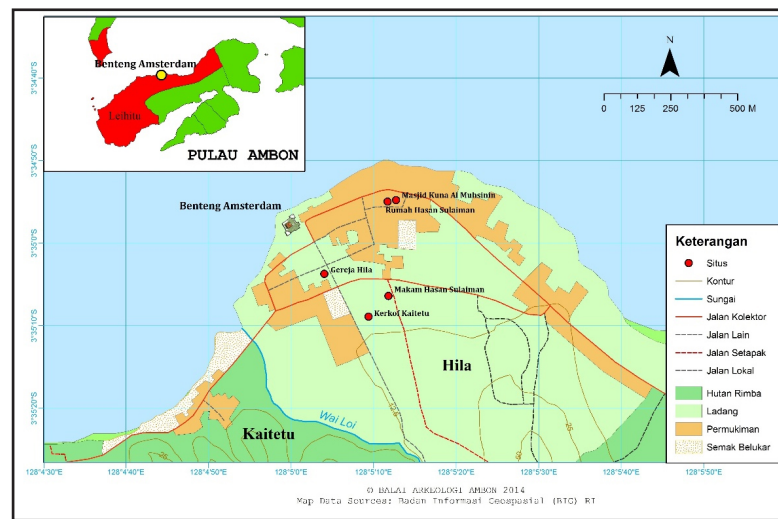 Benteng Amsterdam
Leihitu
PULAU AMBON
N
0 125 250 500 M
3°34'40"
3°34'50"
3°35'0"
3°35'10"
3°35'20"
Benteng Amsterdam
Masjid Kuna Al Muhsinin
Rumah Hasan Sulaiman
Gereja Hila
Makam Hasan Sulaiman
Kerkof Kaitetu
Hila
Kaitetu
Wai Loi
12,5
50
25
25
Keterangan
Situs
Kontur
Sungai
Jalan Kolektor
Jalan Lain
Jalan Setapak
Jalan Lokal
Hutan Rimba
Ladang
Permukiman
Semak Belukar
128°4'30"E 128°4'40"E 128°4'50"E 128°5'0"E 128°5'10"E 128°5'20"E 128°5'30"E 128°5'40"E 128°5'50"E
© BALAI ARKEOLOGI AMBON 2014
Map Data Sources: Badan Informasi Geospasial (BIG) RI